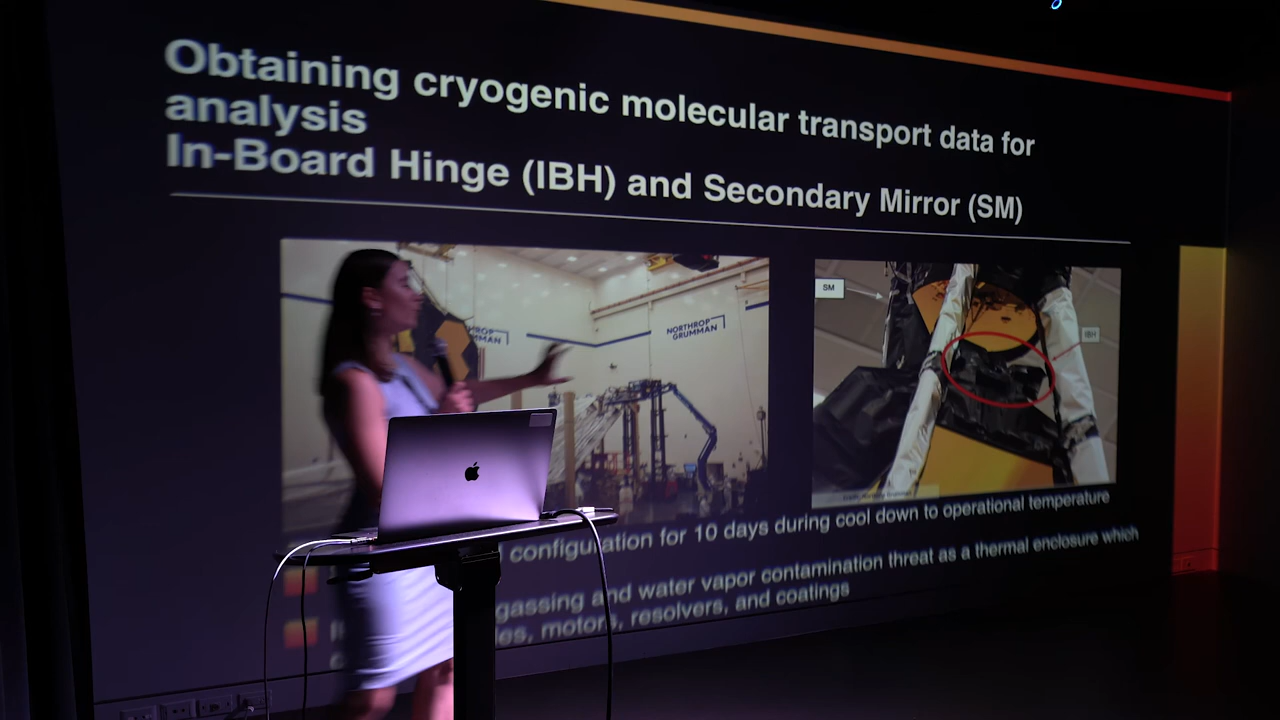 Obtaining cryogenic molecular transport data for
analysis
In-Board Hinge (IBH) and Secondary Mirror (SM)
SM
IBH
GRUMMAN
NORTHROP
GRUMMAN
configuration for 10 days during cool down to operational temperature
gassing and water vapor contamination threat as a thermal enclosure which
les, motors, resolvers, and coatings